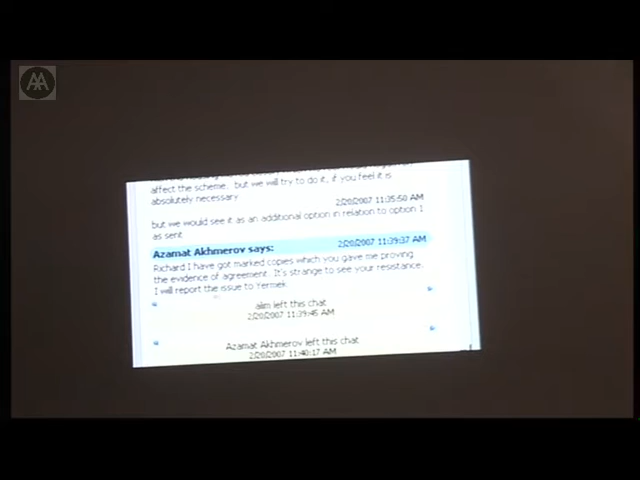 AA
affect the scheme. but we will try to do it, if you feel it is
absolutely necessary
2/20/2007 11:35:50 AM
but we would see it as an additional option in relation to option 1
as sent
Azamat Akhmerov says: 2/20/2007 11:39:37 AM
Richard I have got marked copies which you gave me proving
the evidence of agreement. It's strange to see your resistance.
I will report the issue to Yermek
alim left this chat
2/20/2007 11:39:45 AM
Azamat Akhmerov left this chat
2/20/2007 11:40:17 AM